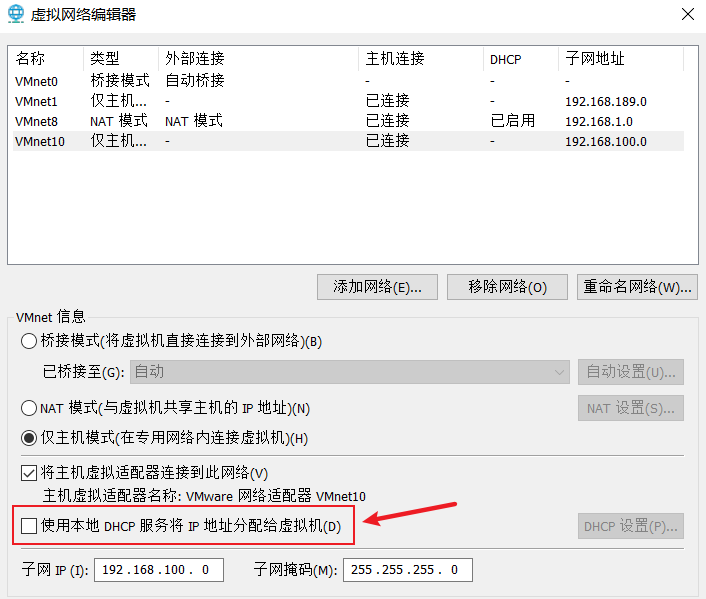 虚拟网络编辑器
名称 类型 外部连接 主机连接 DHCP 子网地址
VMnet0 桥接模式 自动桥接 - - -
VMnet1 仅主机... - 已连接 - 192.168.189.0
VMnet8 NAT 模式 NAT 模式 已连接 已启用 192.168.1.0
VMnet10 仅主机... - 已连接 - 192.168.100.0
添加网络(E)... 移除网络(O) 重命名网络(W)...
VMnet 信息
桥接模式(将虚拟机直接连接到外部网络)(B)
已桥接至(G): 自动 自动设置(U)...
NAT 模式(与虚拟机共享主机的 IP 地址)(N) NAT 设置(S)...
仅主机模式(在专用网络内连接虚拟机)(H)
将主机虚拟适配器连接到此网络(V)
主机虚拟适配器名称: VMware 网络适配器 VMnet10
使用本地 DHCP 服务将 IP 地址分配给虚拟机(D) DHCP 设置(P)...
子网 IP (I): 192 .168 .100 . 0 子网掩码(M): 255 .255 .255 . 0